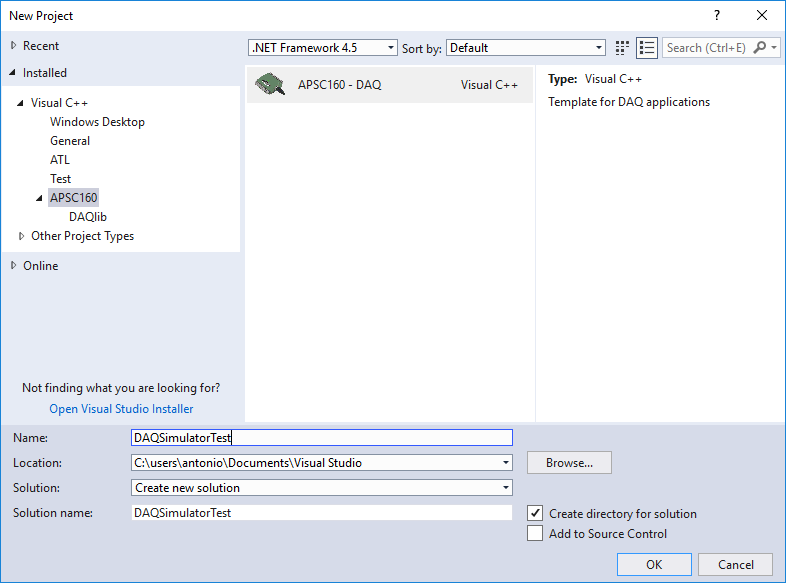 New Project
?
Recent
.NET Framework 4.5
Sort by:
Default
Search (Ctrl+E)
Installed
Visual C++
Windows Desktop
General
ATL
Test
APSC160
DAQlib
Other Project Types
Online
Not finding what you are looking for?
Open Visual Studio Installer
APSC160 - DAQ
Visual C++
Type: Visual C++
Template for DAQ applications
Name:
DAQSimulatorTest
Location:
C:\users\antonio\Documents\Visual Studio
Browse...
Solution:
Create new solution
Solution name:
DAQSimulatorTest
Create directory for solution
Add to Source Control
OK
Cancel